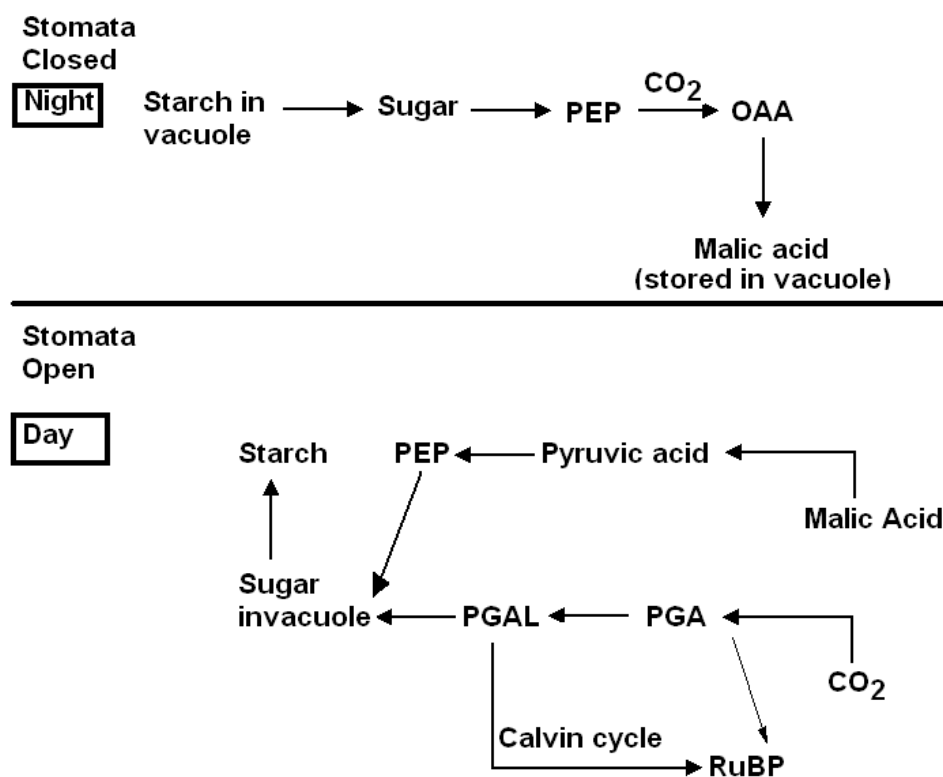 Stomata
Closed
Night
Starch in
vacuole
Sugar
PEP
CO2
OAA
Malic acid
(stored in vacuole)
Stomata
Open
Day
Starch
PEP
Pyruvic acid
Malic Acid
Sugar
invacuole
PGAL
PGA
CO2
Calvin cycle
RuBP